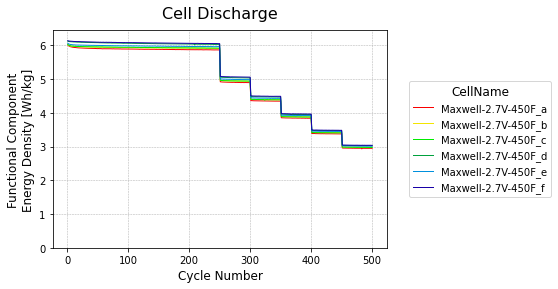 Cell Discharge
Functional Component
Energy Density [Wh/kg]
6
5
4
3
2
1
0
0 100 200 300 400 500
Cycle Number
CellName
Maxwell-2.7V-450F_a
Maxwell-2.7V-450F_b
Maxwell-2.7V-450F_c
Maxwell-2.7V-450F_d
Maxwell-2.7V-450F_e
Maxwell-2.7V-450F_f